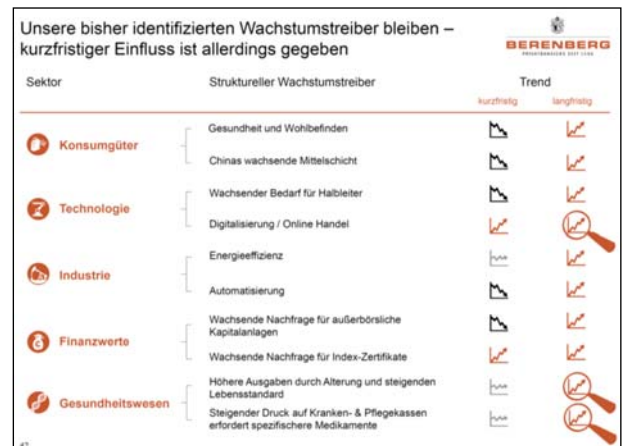 Unsere bisher identifizierten Wachstumstreiber bleiben –
kurzfristiger Einfluss ist allerdings gegeben
BERENBERG
PRIVATBANKIERS SEIT 1590
Sektor
Struktureller Wachstumstreiber
Trend
kurzfristig
langfristig
Konsumgüter
Gesundheit und Wohlbefinden
Chinas wachsende Mittelschicht
Technologie
Wachsender Bedarf für Halbleiter
Digitalisierung / Online Handel
Industrie
Energieeffizienz
Automatisierung
Finanzwerte
Wachsende Nachfrage für außerbörsliche
Kapitalanlagen
Wachsende Nachfrage für Index-Zertifikate
Gesundheitswesen
Höhere Ausgaben durch Alterung und steigenden
Lebensstandard
Steigender Druck auf Kranken- & Pflegekassen
erfordert spezifischere Medikamente